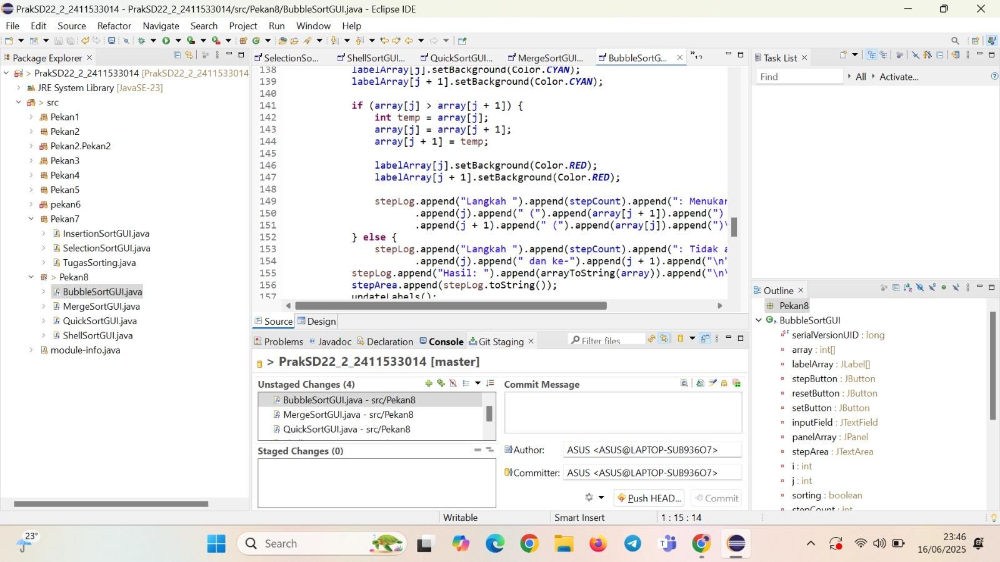 PrakSD22_2_2411533014 - PrakSD22_2_2411533014/src/Pekan8/BubbleSortGUI.java - Eclipse IDE
File Edit Source Refactor Navigate Search Project Run Window Help
Package Explorer
> PrakSD22_2_2411533014 [PrakSD22_2_2411533014
JRE System Library [JavaSE-23]
> src
Pekan1
Pekan2
Pekan2.Pekan2
Pekan3
Pekan4
Pekan5
pekan6
Pekan7
InsertionSortGUI.java
SelectionSortGUI.java
TugasSorting.java
> Pekan8
BubbleSortGUI.java
MergeSortGUI.java
QuickSortGUI.java
ShellSortGUI.java
module-info.java
SelectionSo... ShellSortGUI... QuickSortGUI... MergeSortGUI... BubbleSortG... »12
138 labelArray[j].setBackground(Color.CYAN);
139 labelArray[j + 1].setBackground(Color.CYAN);
140
141 if (array[j] > array[j + 1]) {
142 int temp = array[j];
143 array[j] = array[j + 1];
144 array[j + 1] = temp;
145
146 labelArray[j].setBackground(Color.RED);
147 labelArray[j + 1].setBackground(Color.RED);
148
149 stepLog.append("Langkah ").append(stepCount).append(": Menukar
150 .append(j).append(" (").append(array[j + 1]).append(")
151 .append(j + 1).append(" (").append(array[j]).append(")\
152 } else {
153 stepLog.append("Langkah ").append(stepCount).append(": Tidak a
154 .append(j).append(" dan ke-").append(j + 1).append("\n"
155 stepLog.append("Hasil: ").append(arrayToString(array)).append("\n\
156 stepArea.append(stepLog.toString());
157 updateLabels();
Source Design
Problems Javadoc Declaration Console Git Staging
Filter files
> PrakSD22_2_2411533014 [master]
Unstaged Changes (4)
BubbleSortGUI.java - src/Pekan8
MergeSortGUI.java - src/Pekan8
QuickSortGUI.java - src/Pekan8
Staged Changes (0)
Commit Message
Author: ASUS <ASUS@LAPTOP-SUB936O7>
Committer: ASUS <ASUS@LAPTOP-SUB936O7>
Push HEAD... Commit
Task List
Find All Activate...
Outline
Pekan8
BubbleSortGUI
serialVersionUID : long
array : int[]
labelArray : JLabel[]
stepButton : JButton
resetButton : JButton
setButton : JButton
inputField : JTextField
panelArray : JPanel
stepArea : JTextArea
i : int
j : int
sorting : boolean
stepCount : int
Writable Smart Insert 1 : 15 : 14
23°
Search
23:46
16/06/2025